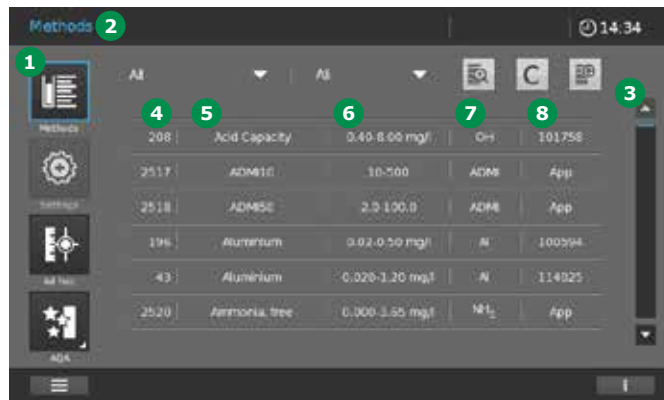 Methods 2 14:34
1 All All C
3
Methods 4 5 6 7 8
208 Acid Capacity 0.40-8.00 mg/l OH 101758
2517 ADMI10 10-500 ADMI App
Settings
2518 ADMI50 2.0-100.0 ADMI App
196 Aluminium 0.02-0.50 mg/l Al 100594
Ad hoc
43 Aluminium 0.020-1.20 mg/l Al 114825
2520 Ammonia, free 0.000-3.65 mg/l NH3 App
AQA
i